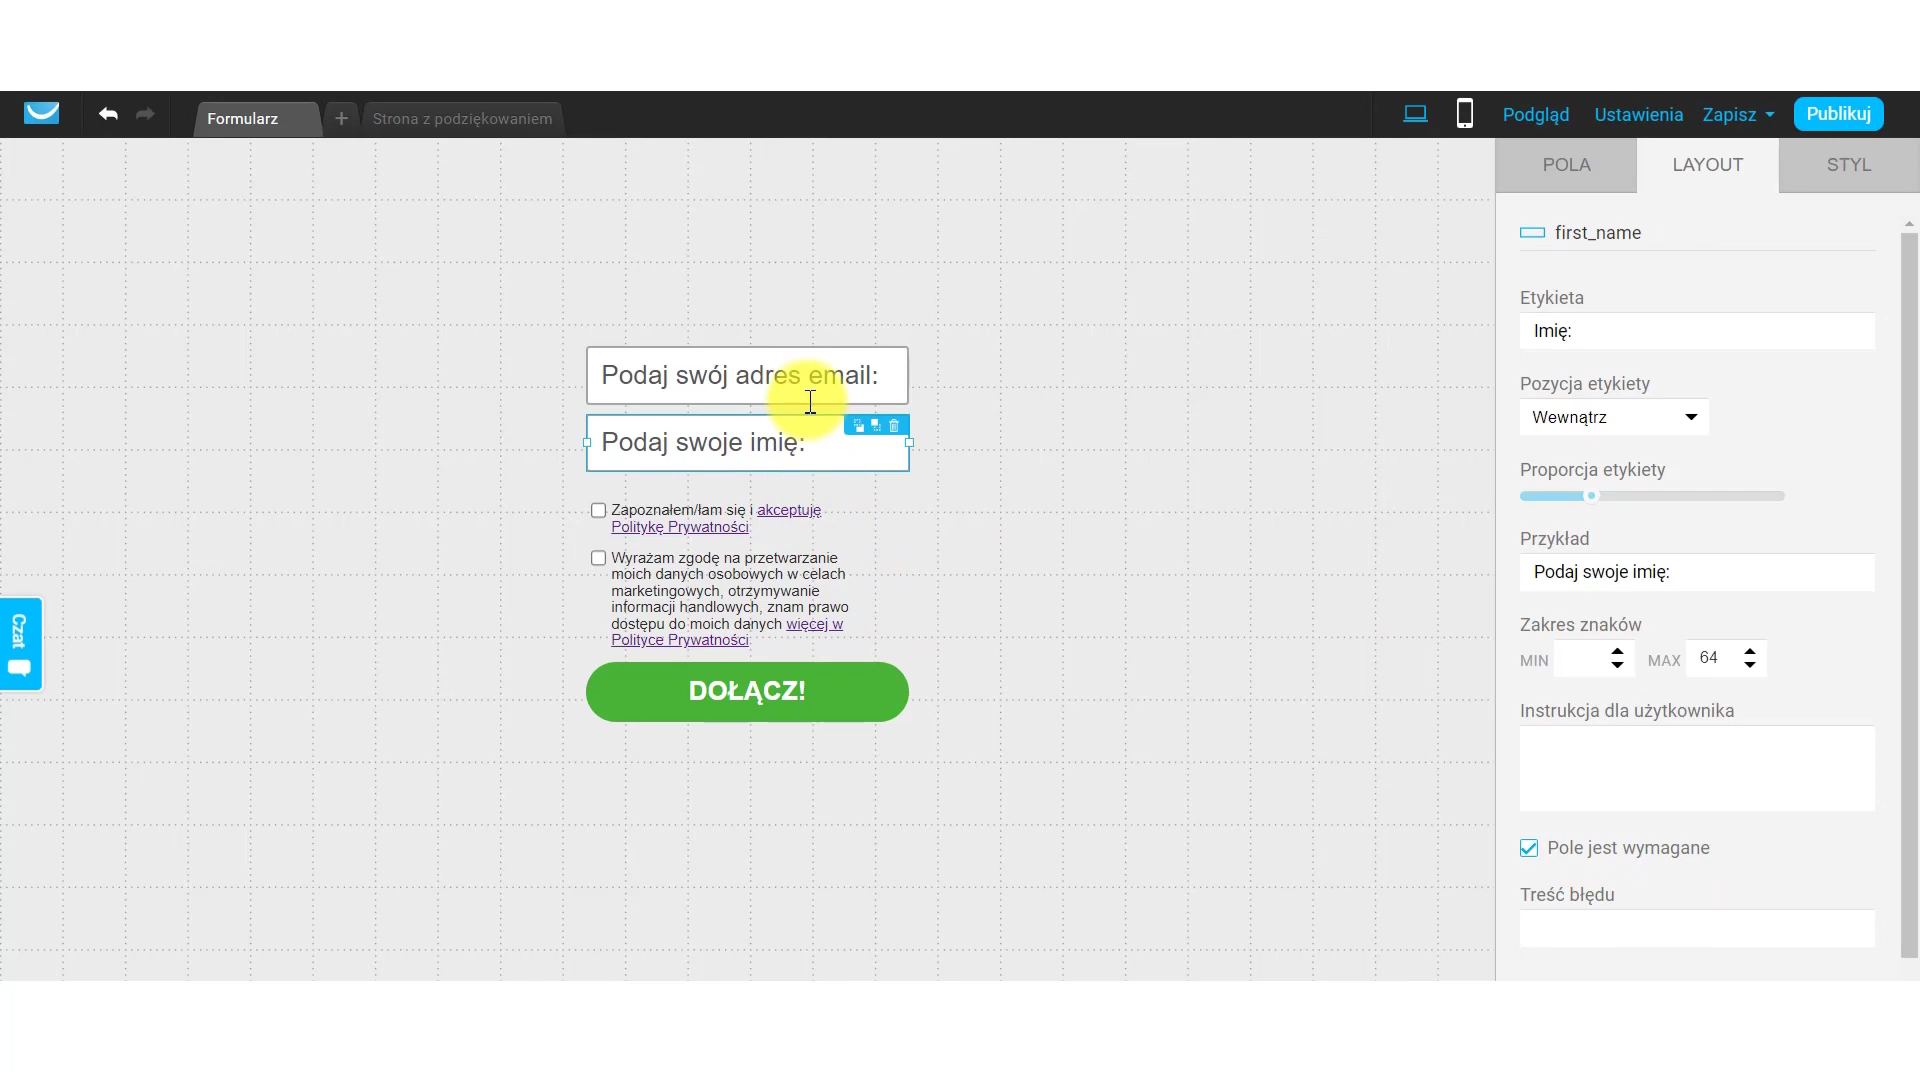 Formularz
+
Strona z podziękowaniem
Podgląd
Ustawienia
Zapisz
Publikuj
POLA
LAYOUT
STYL
first_name
Etykieta
Imię:
Pozycja etykiety
Wewnątrz
Proporcja etykiety
Przykład
Podaj swoje imię:
Zakres znaków
MIN
MAX 64
Instrukcja dla użytkownika
Pole jest wymagane
Treść błędu
Podaj swój adres email:
Podaj swoje imię:
Zapoznałem/łam się i akceptuję
Politykę Prywatności
Wyrażam zgodę na przetwarzanie
moich danych osobowych w celach
marketingowych, otrzymywanie
informacji handlowych, znam prawo
dostępu do moich danych więcej w
Polityce Prywatności
DOŁĄCZ!
Czat